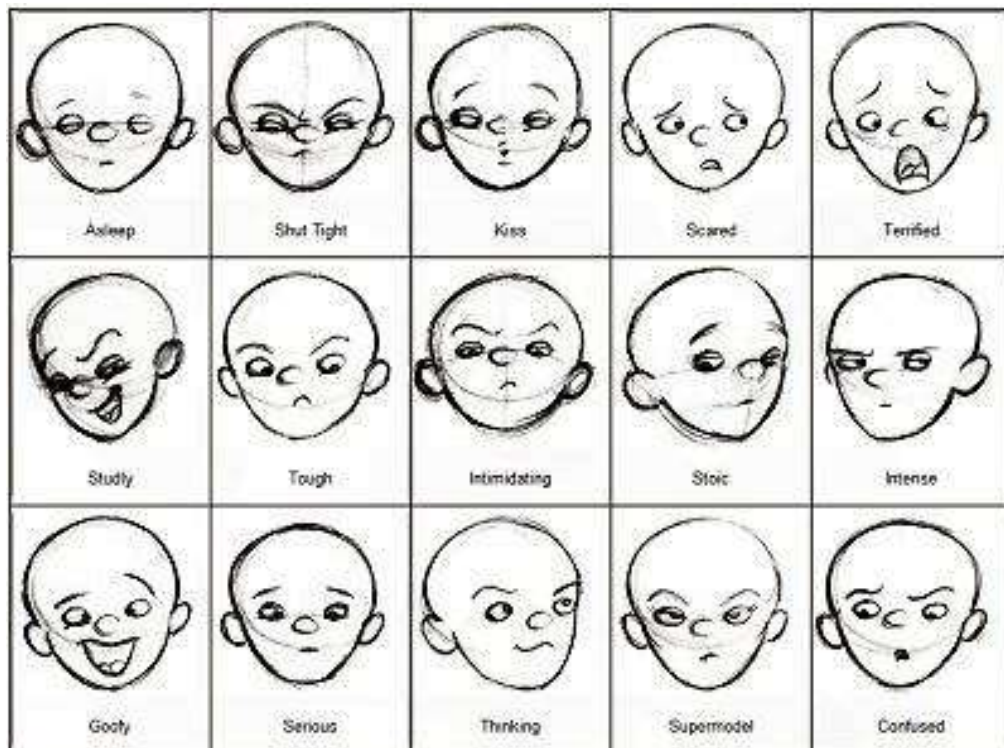 Asleep
Shut Tight
Kiss
Scared
Terrified
Studly
Tough
Intimidating
Stoic
Intense
Goofy
Serious
Thinking
Supermodel
Confused